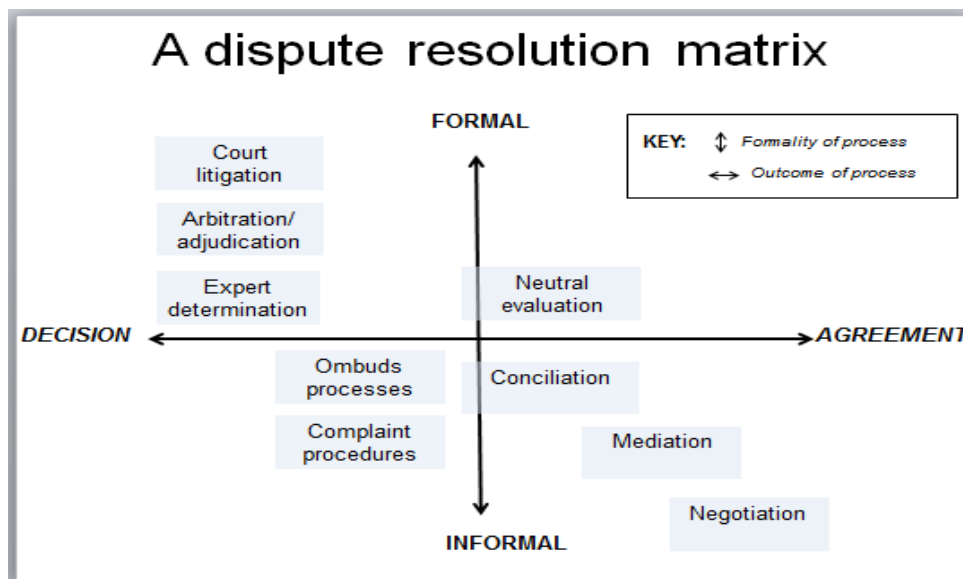 A dispute resolution matrix
FORMAL
KEY: Formality of process
Outcome of process
Court
litigation
Arbitration/
adjudication
Expert
determination
Neutral
evaluation
DECISION
AGREEMENT
Ombuds
processes
Conciliation
Complaint
procedures
Mediation
Negotiation
INFORMAL